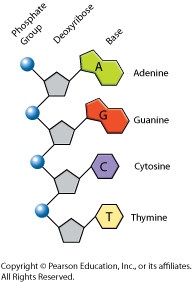 Phosphate
Group
Deoxyribose
Base
A
Adenine
G
Guanine
C
Cytosine
T
Thymine
Copyright © Pearson Education, Inc., or its affiliates.
All Rights Reserved.